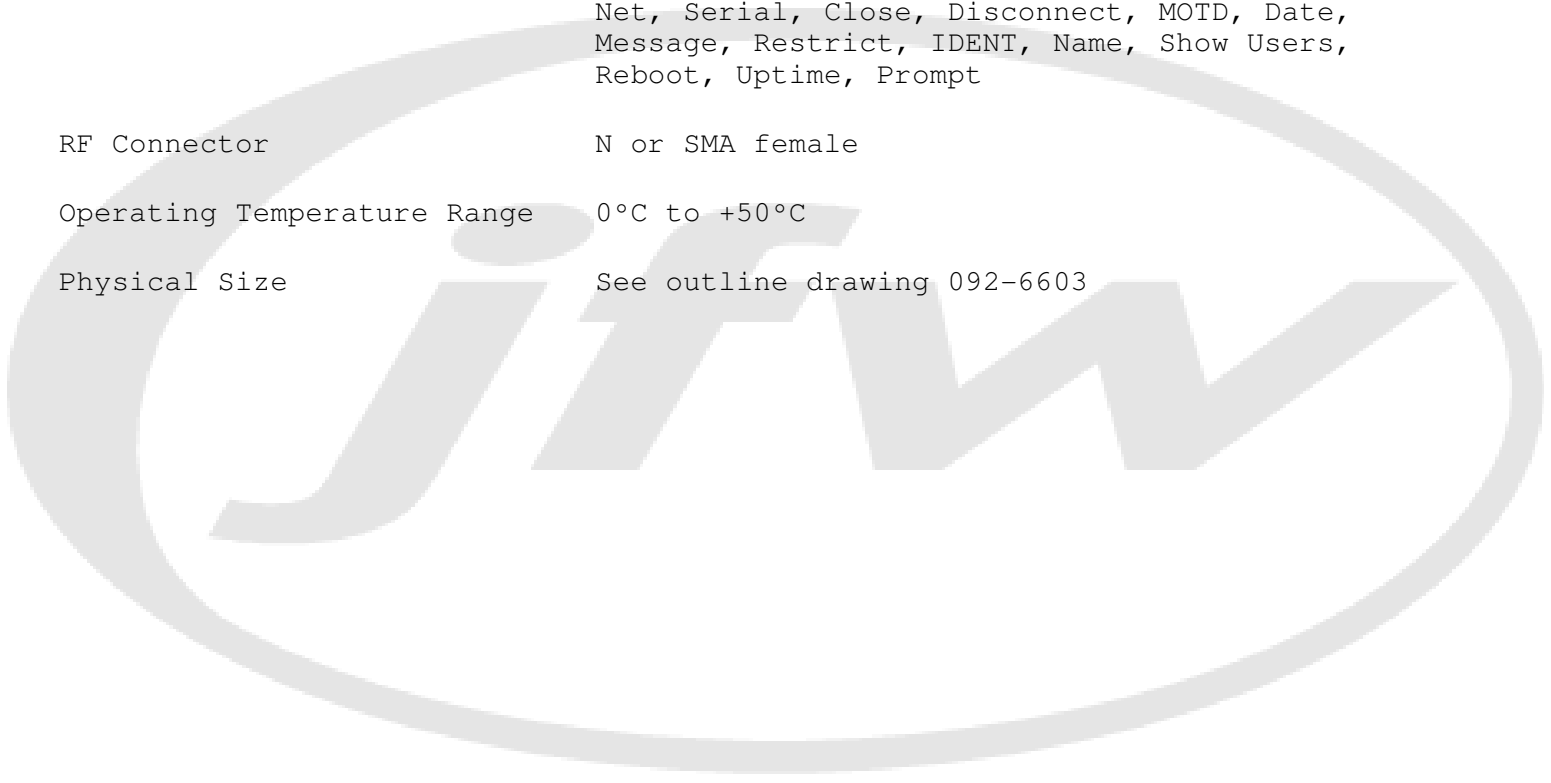 Net, Serial, Close, Disconnect, MOTD, Date,
Message, Restrict, IDENT, Name, Show Users,
Reboot, Uptime, Prompt
RF Connector N or SMA female
Operating Temperature Range 0°C to +50°C
Physical Size See outline drawing 092-6603
jfw